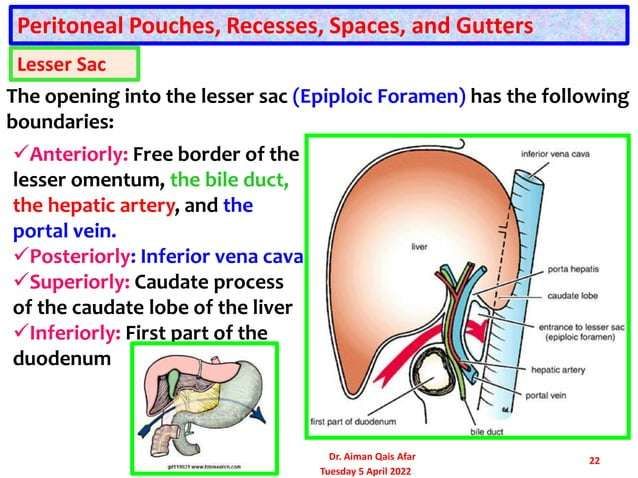 Peritoneal Pouches, Recesses, Spaces, and Gutters
Lesser Sac
The opening into the lesser sac (Epiploic Foramen) has the following
boundaries:
✓Anteriorly: Free border of the
lesser omentum, the bile duct,
the hepatic artery, and the
portal vein.
✓Posteriorly: Inferior vena cava
✓Superiorly: Caudate process
of the caudate lobe of the liver
✓Inferiorly: First part of the
duodenum
inferior vena cava
liver
porta hepatis
caudate lobe
entrance to lesser sac
(epiploic foramen)
hepatic artery
portal vein
first part of duodenum
bile duct
Dr. Aiman Qais Afar
Tuesday 5 April 2022
22